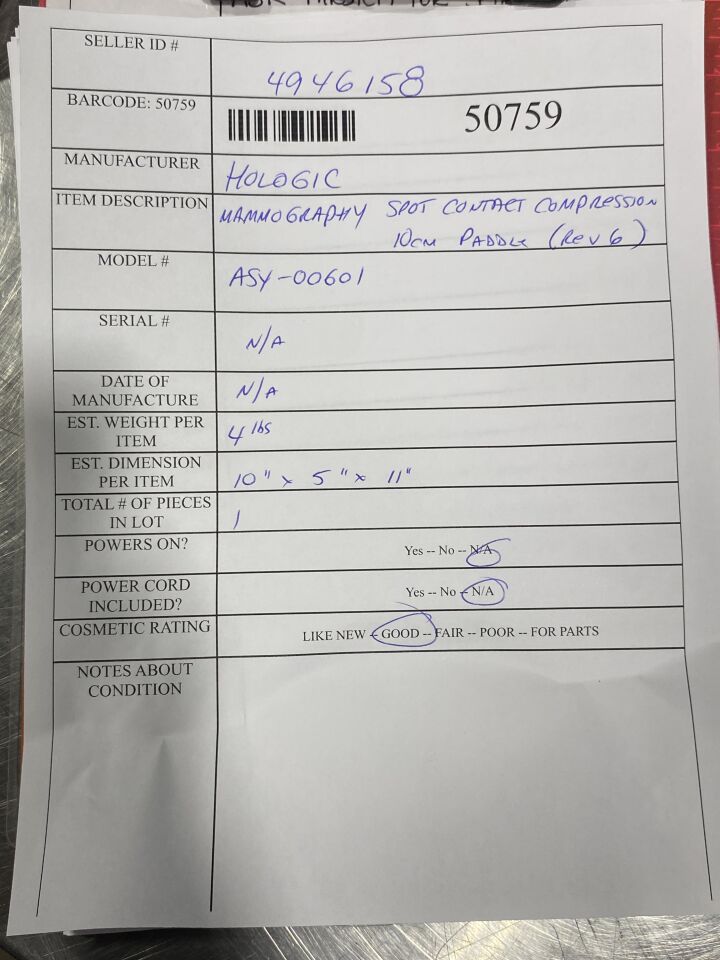 SELLER ID #
4946158
BARCODE: 50759
50759
MANUFACTURER
HOLOGIC
ITEM DESCRIPTION
MAMMOGRAPHY SPOT CONTACT COMPRESSION
10cm PADDLE (Rev 6)
MODEL #
ASY-00601
SERIAL #
N/A
DATE OF
MANUFACTURE
N/A
EST. WEIGHT PER
ITEM
4 lbs
EST. DIMENSION
PER ITEM
10" x 5" x 11"
TOTAL # OF PIECES
IN LOT
1
POWERS ON?
Yes -- No -- N/A
POWER CORD
INCLUDED?
Yes -- No -- N/A
COSMETIC RATING
LIKE NEW -- GOOD -- FAIR -- POOR -- FOR PARTS
NOTES ABOUT
CONDITION